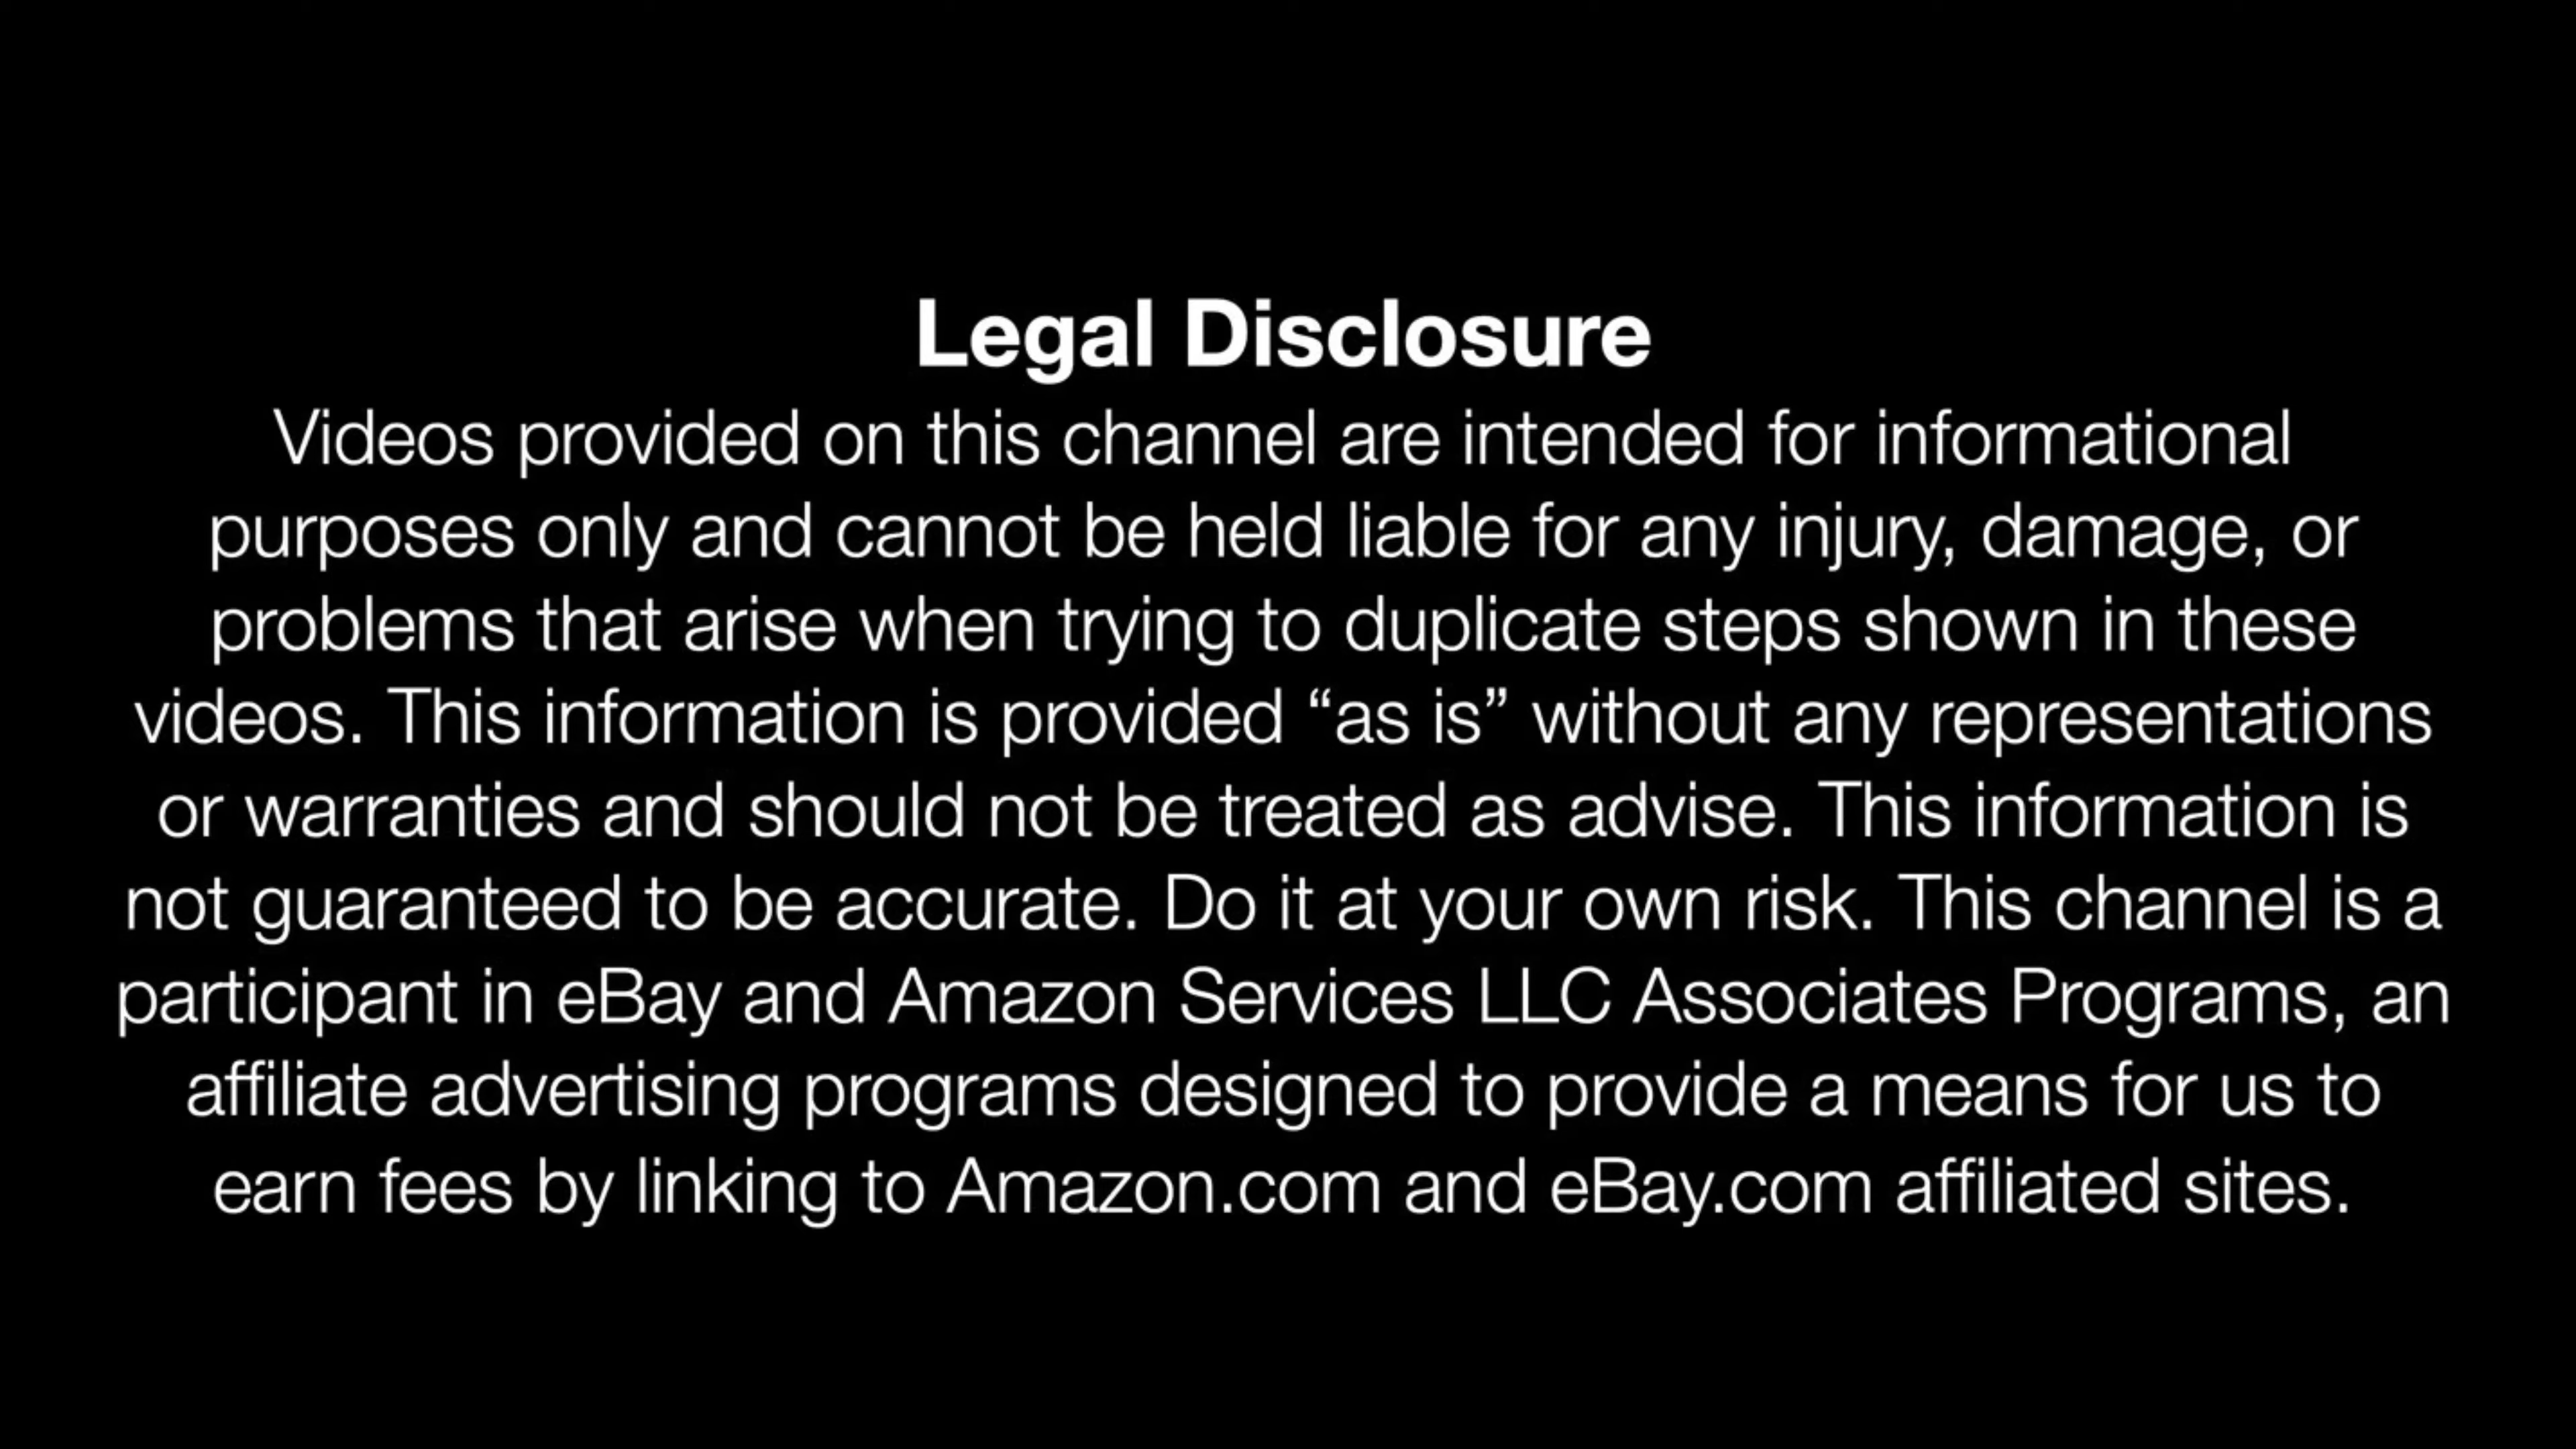 Legal Disclosure
Videos provided on this channel are intended for informational
purposes only and cannot be held liable for any injury, damage, or
problems that arise when trying to duplicate steps shown in these
videos. This information is provided “as is” without any representations
or warranties and should not be treated as advise. This information is
not guaranteed to be accurate. Do it at your own risk. This channel is a
participant in eBay and Amazon Services LLC Associates Programs, an
affiliate advertising programs designed to provide a means for us to
earn fees by linking to Amazon.com and eBay.com affiliated sites.